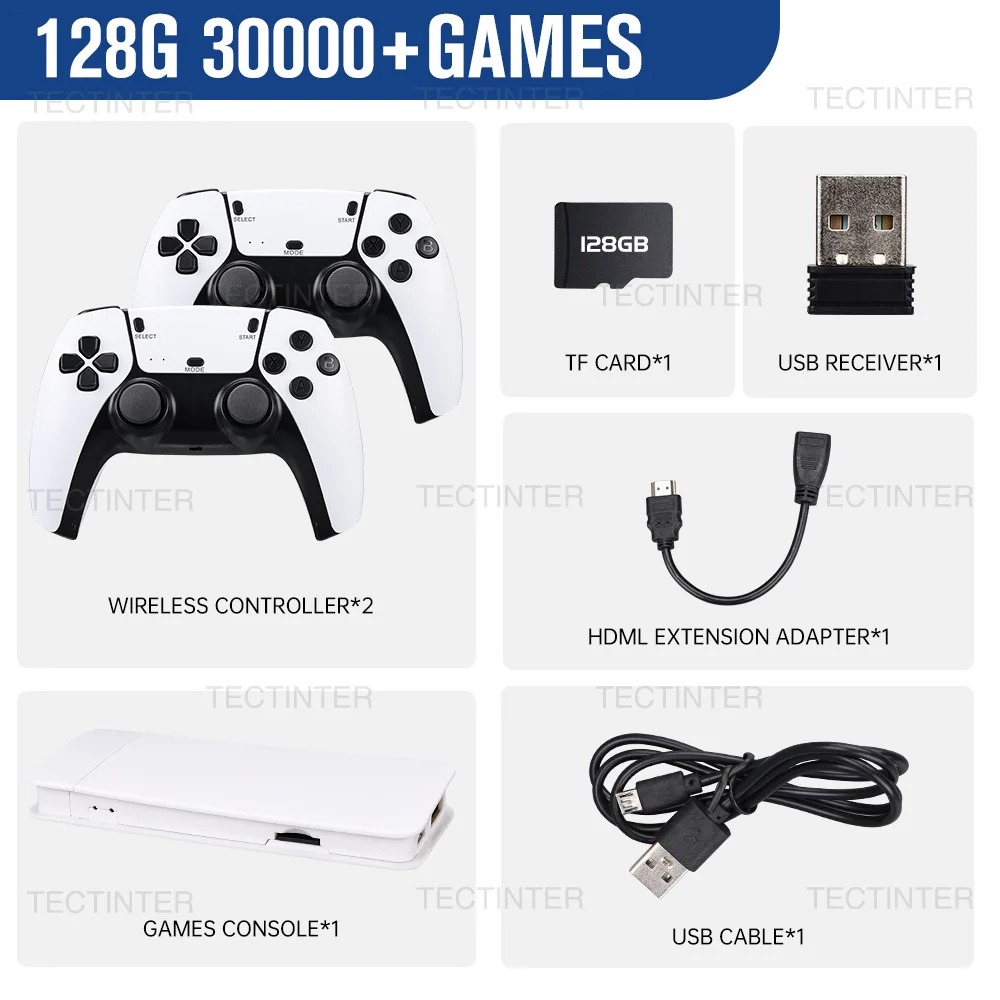 128G 30000+GAMES
TECTINTER
TECTINTER
TECTINTER
SELECT
START
MODE
Y
B
A
128GB
TECTINTER
TECTINTER
SELECT
START
MODE
Y
X
B
A
TF CARD*1
USB RECEIVER*1
TECTINTER
TECTINTER
TECTINTER
WIRELESS CONTROLLER*2
HDML EXTENSION ADAPTER*1
TECTINTER
TECTINTER
TECTINTER
TECTINTER
TECTINTER
GAMES CONSOLE*1
USB CABLE*1